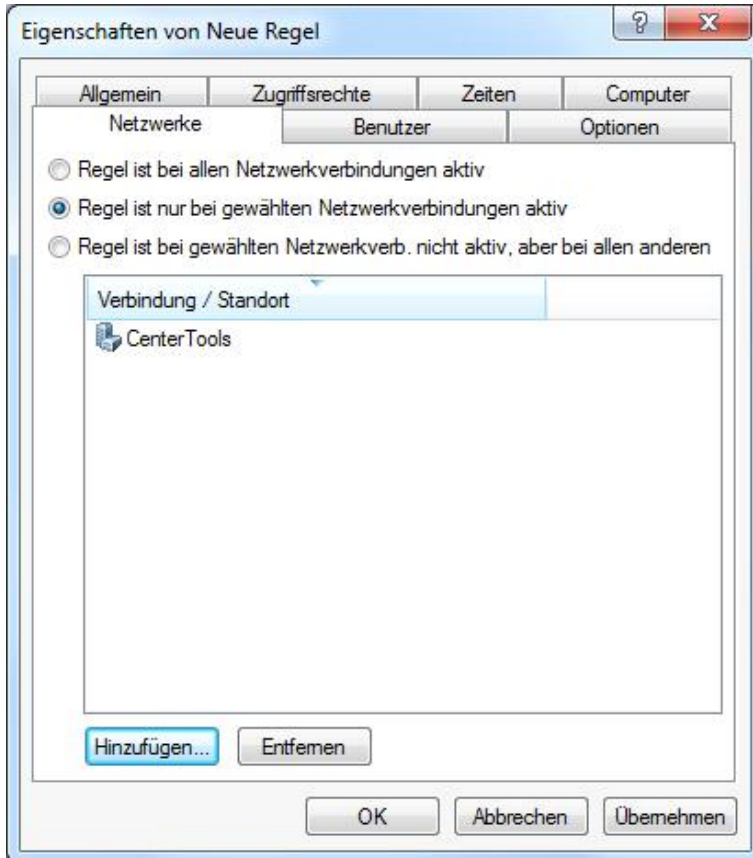 Eigenschaften von Neue Regel
Allgemein Zugriffsrechte Zeiten Computer
Netzwerke Benutzer Optionen
Regel ist bei allen Netzwerkverbindungen aktiv
Regel ist nur bei gewählten Netzwerkverbindungen aktiv
Regel ist bei gewählten Netzwerkverb. nicht aktiv, aber bei allen anderen
Verbindung / Standort
CenterTools
Hinzufügen... Entfernen
OK Abbrechen Übernehmen